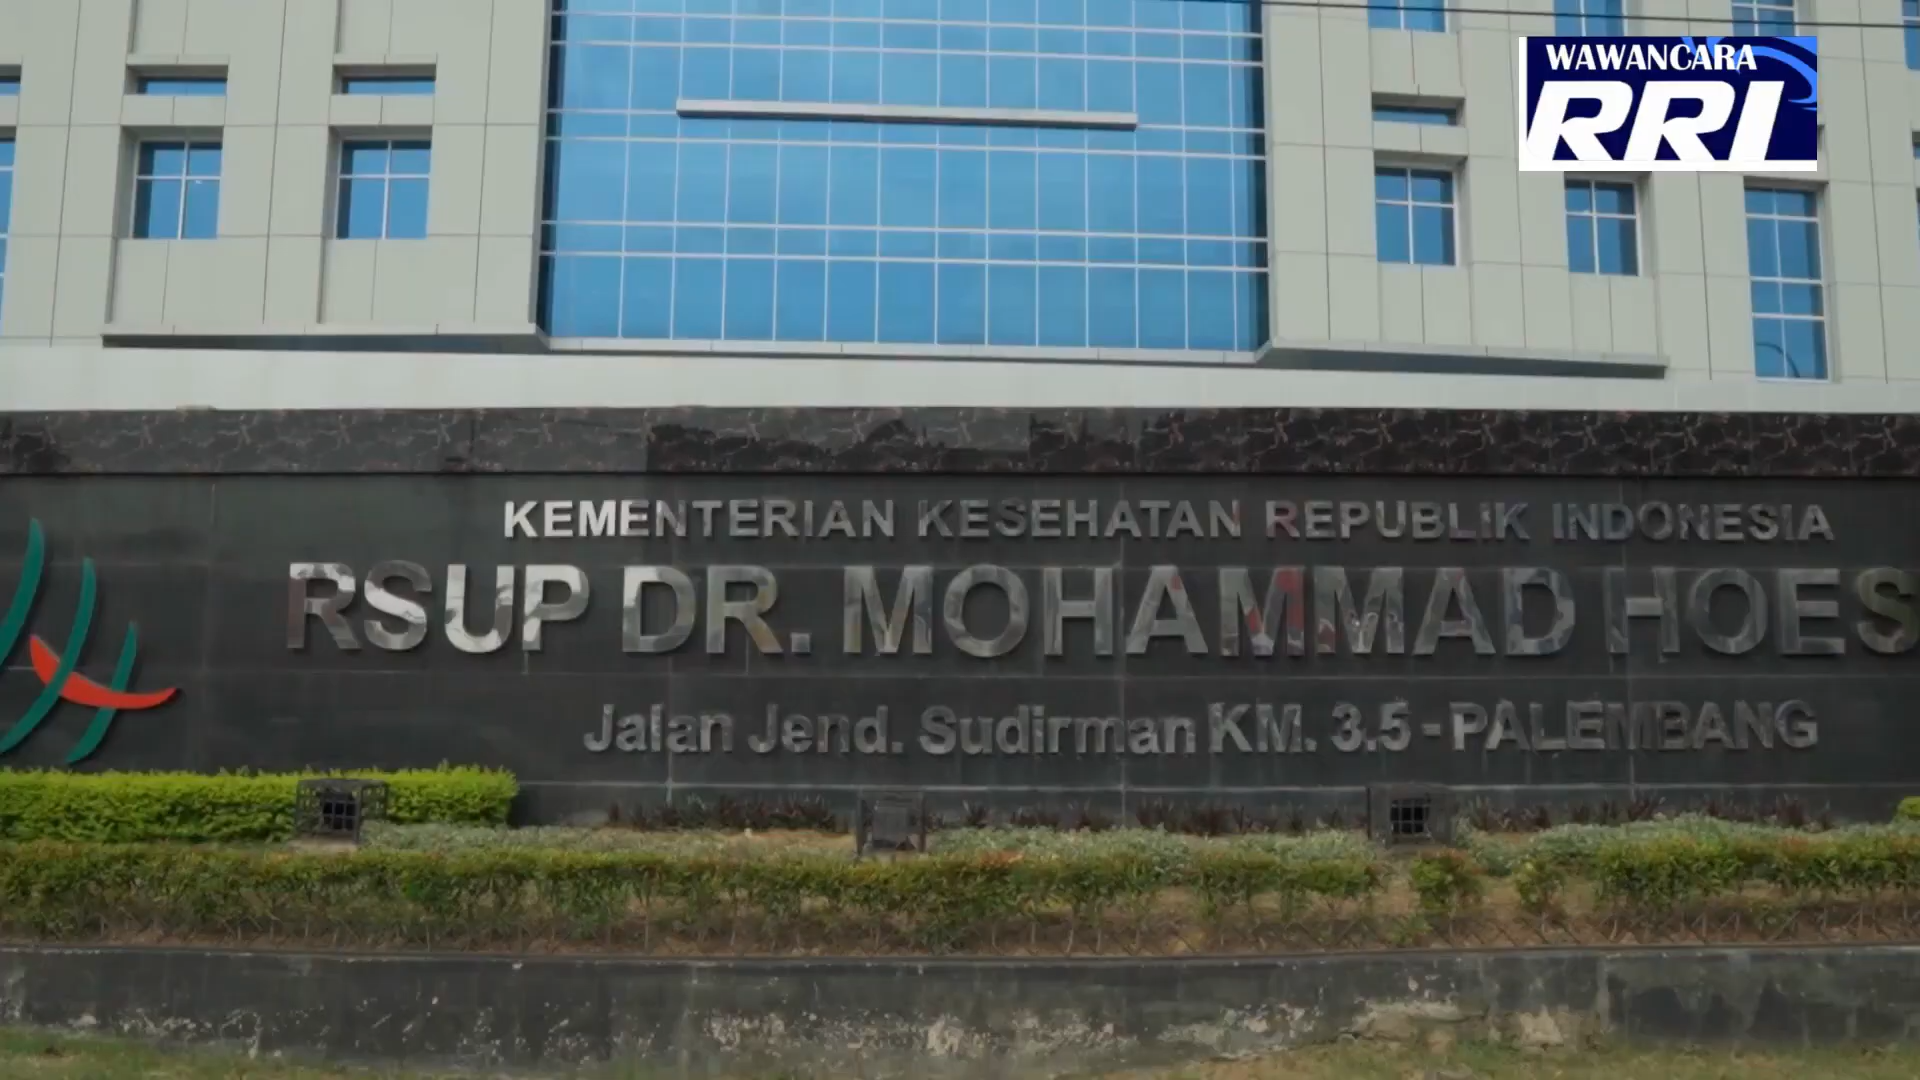 WAWANCARA
RRI
KEMENTERIAN KESEHATAN REPUBLIK INDONESIA
RSUP DR. MOHAMMAD HOES
Jalan Jend. Sudirman KM. 3.5 - PALEMBANG